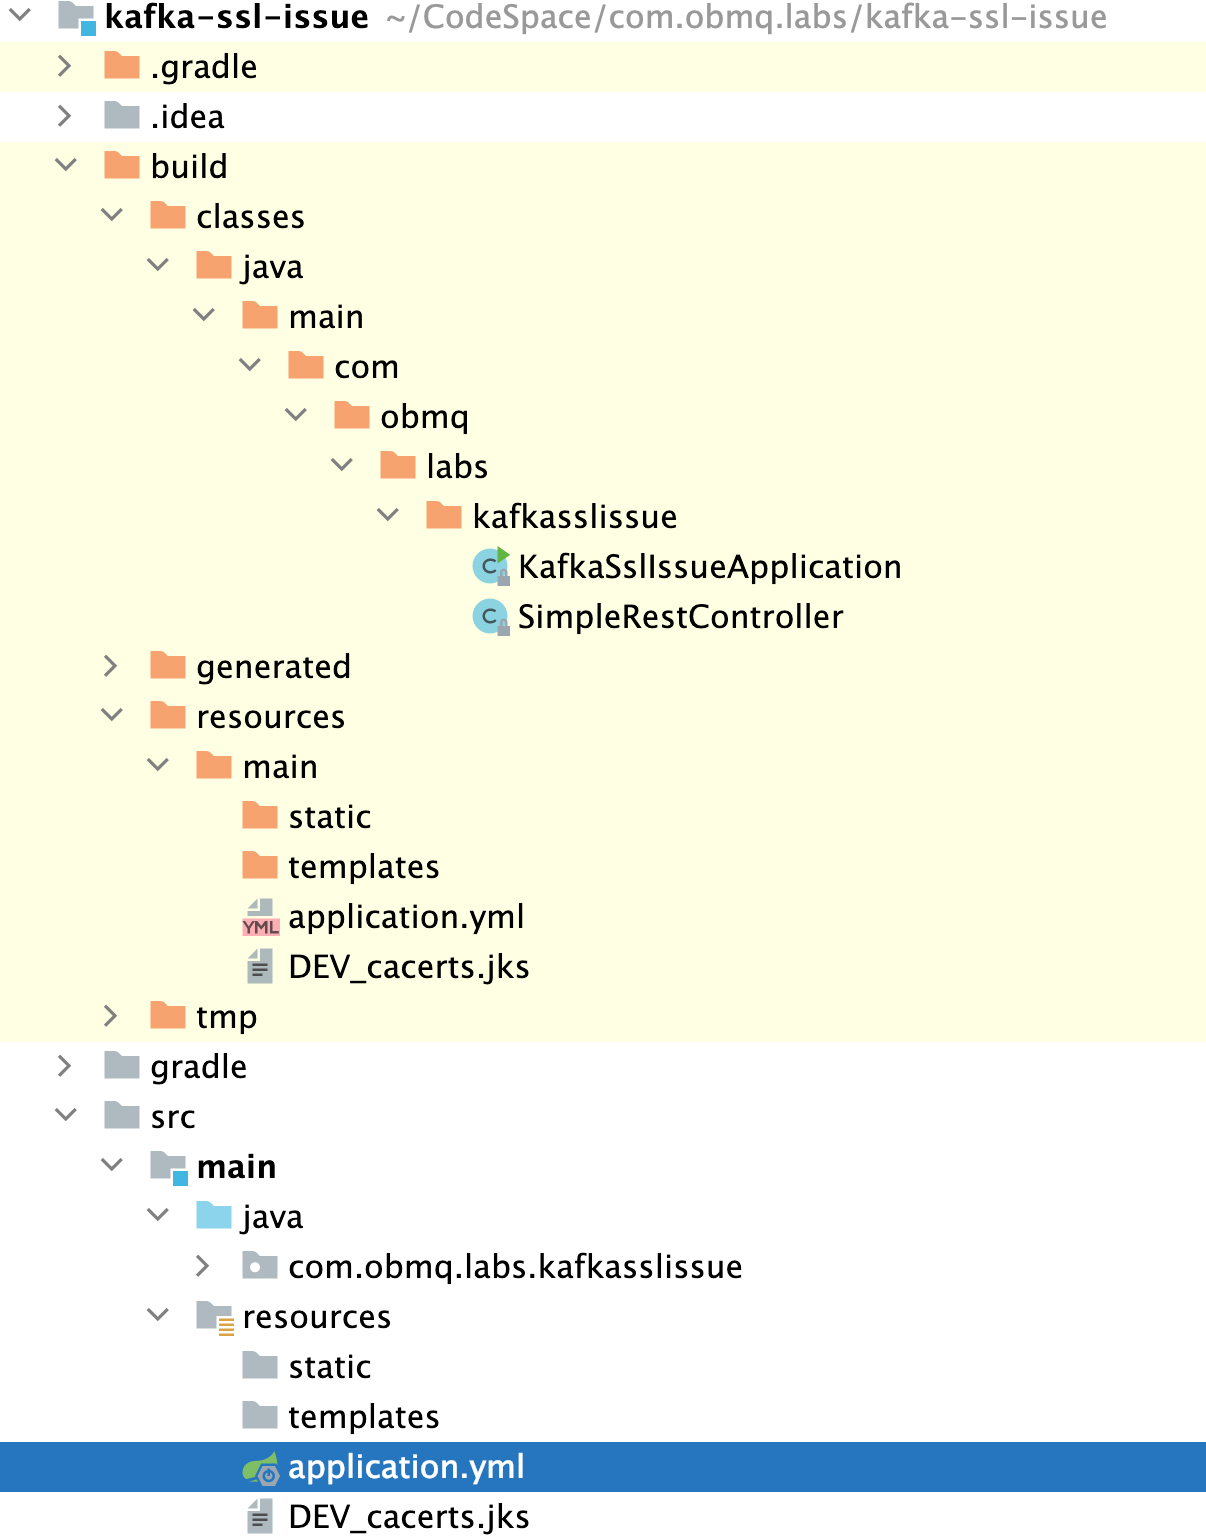 kafka-ssl-issue ~/CodeSpace/com.obmq.labs/kafka-ssl-issue
.gradle
.idea
build
classes
java
main
com
obmq
labs
kafkasslissue
C KafkaSslIssueApplication
C SimpleRestController
generated
resources
main
static
templates
YML application.yml
DEV_cacerts.jks
tmp
gradle
src
main
java
com.obmq.labs.kafkasslissue
resources
static
templates
application.yml
DEV_cacerts.jks